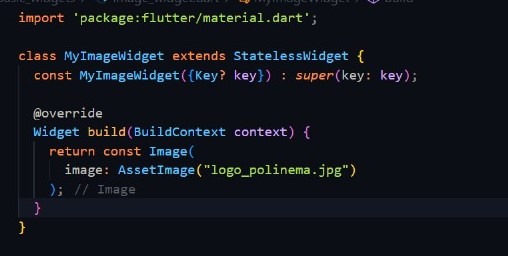 import 'package:flutter/material.dart';
class MyImageWidget extends StatelessWidget {
const MyImageWidget({Key? key}) : super(key: key);
@override
Widget build(BuildContext context) {
return const Image(
image: AssetImage("logo_polinema.jpg")
); // Image
}
}